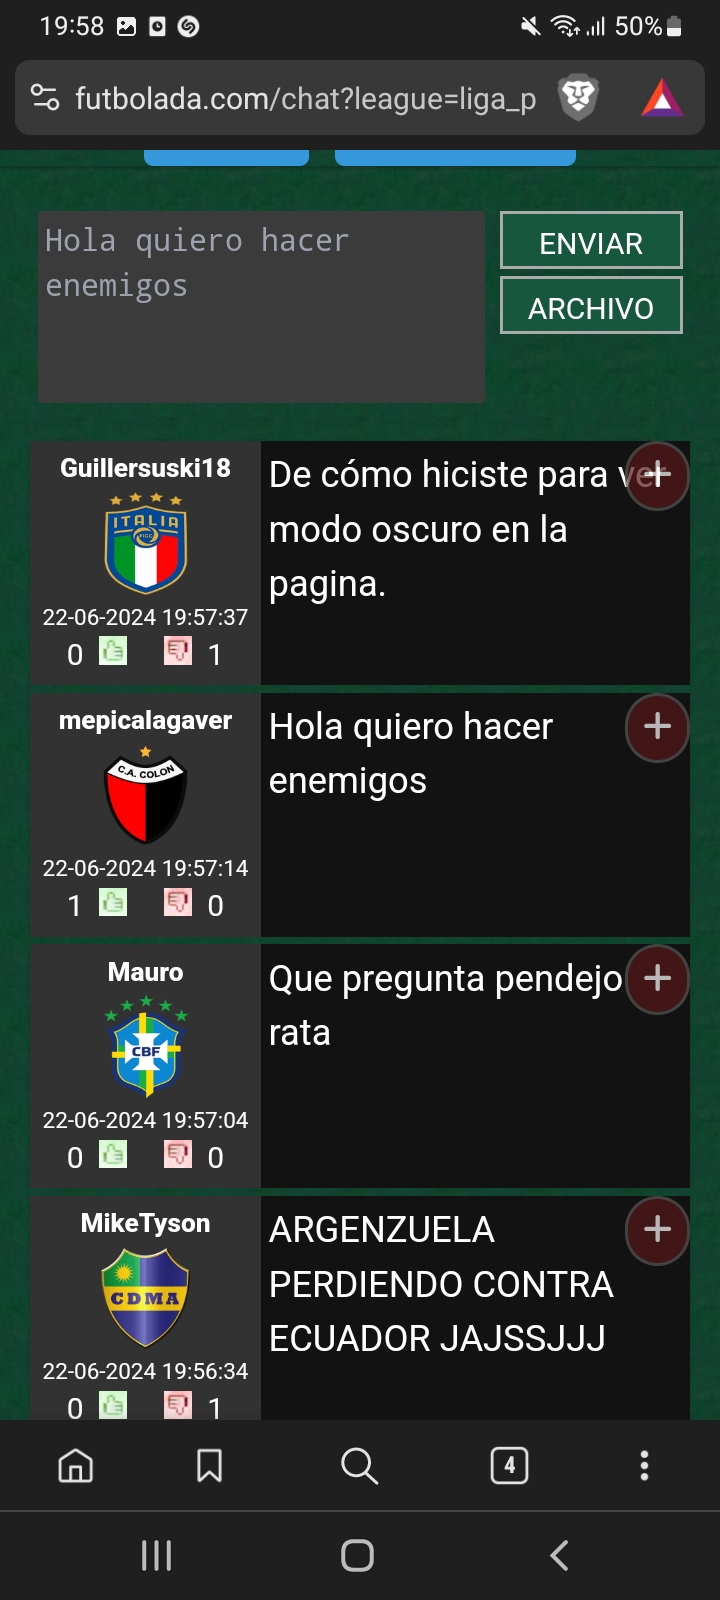 19:58
50%
futbolada.com/chat?league=liga_p
Hola quiero hacer
enemigos
ENVIAR
ARCHIVO
Guillersuski18
ITALIA
FIGC
22-06-2024 19:57:37
0 1
De cómo hiciste para ver
modo oscuro en la
pagina.
mepicalagaver
C.A. COLON
22-06-2024 19:57:14
1 0
Hola quiero hacer
enemigos
Mauro
CBF
22-06-2024 19:57:04
0 0
Que pregunta pendejo
rata
MikeTyson
CDMA
22-06-2024 19:56:34
0 1
ARGENZUELA
PERDIENDO CONTRA
ECUADOR JAJSSJJJ
4